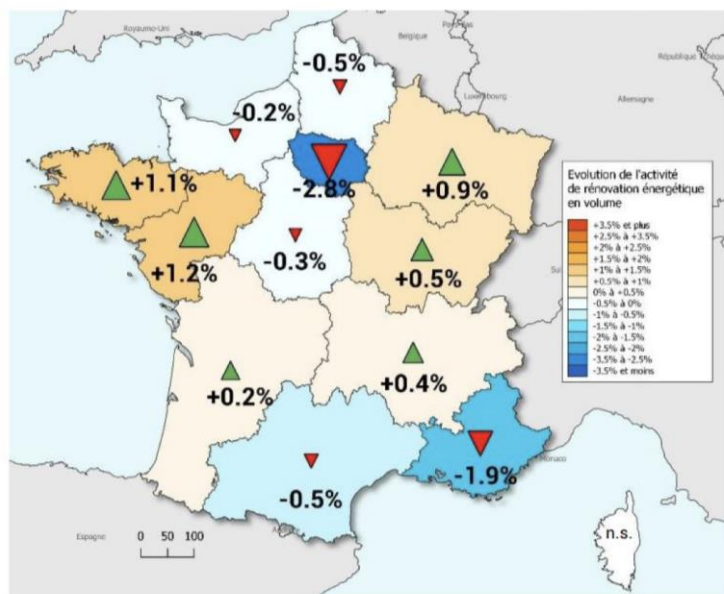 Royaume-Uni
Pays-Bas
Belgique
République Tchèque
Luxembourg
Allemagne
-0.5%
-0.2%
-2.8%
+1.1%
+0.9%
+1.2%
-0.3%
+0.5%
+0.2%
+0.4%
-0.5%
-1.9%
Monaco
Espagne
0 50 100
n.s.
Evolution de l'activité
de rénovation énergétique
en volume
+3.5% et plus
+2.5% à +3.5%
+2% à +2.5%
+1.5% à +2%
+1% à +1.5%
+0.5% à +1%
0% à +0.5%
-0.5% à 0%
-1% à -0.5%
-1.5% à -1%
-2% à -1.5%
-2.5% à -2%
-3.5% à -2.5%
-3.5% et moins